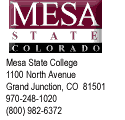 MESA
STATE
COLORADO
Mesa State College
1100 North Avenue
Grand Junction, CO 81501
970-248-1020
(800) 982-6372